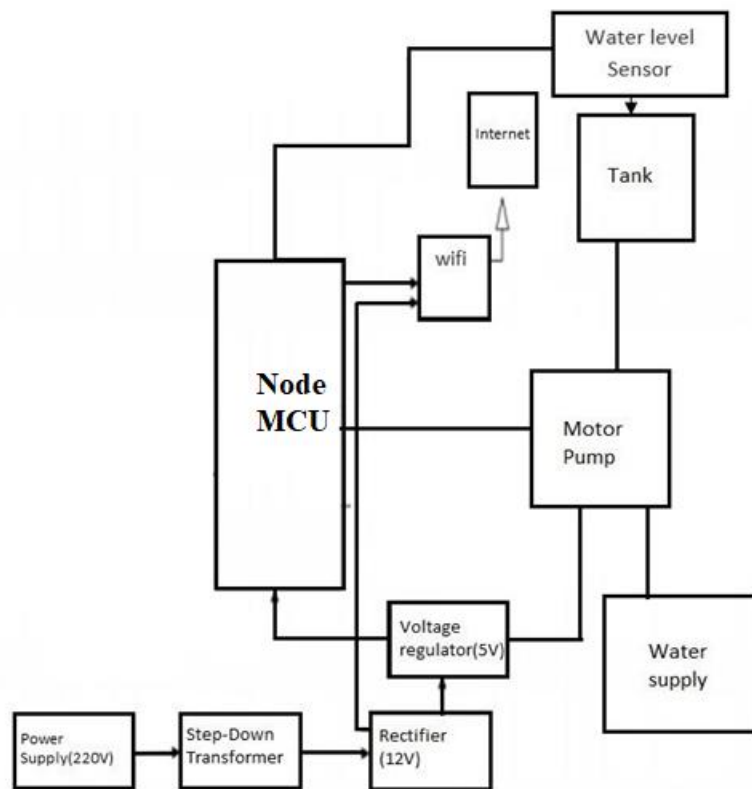 Water level
Sensor
Internet
Tank
wifi
Node
MCU
Motor
Pump
Voltage
regulator(5V)
Water
supply
Power
Supply(220V)
Step-Down
Transformer
Rectifier
(12V)